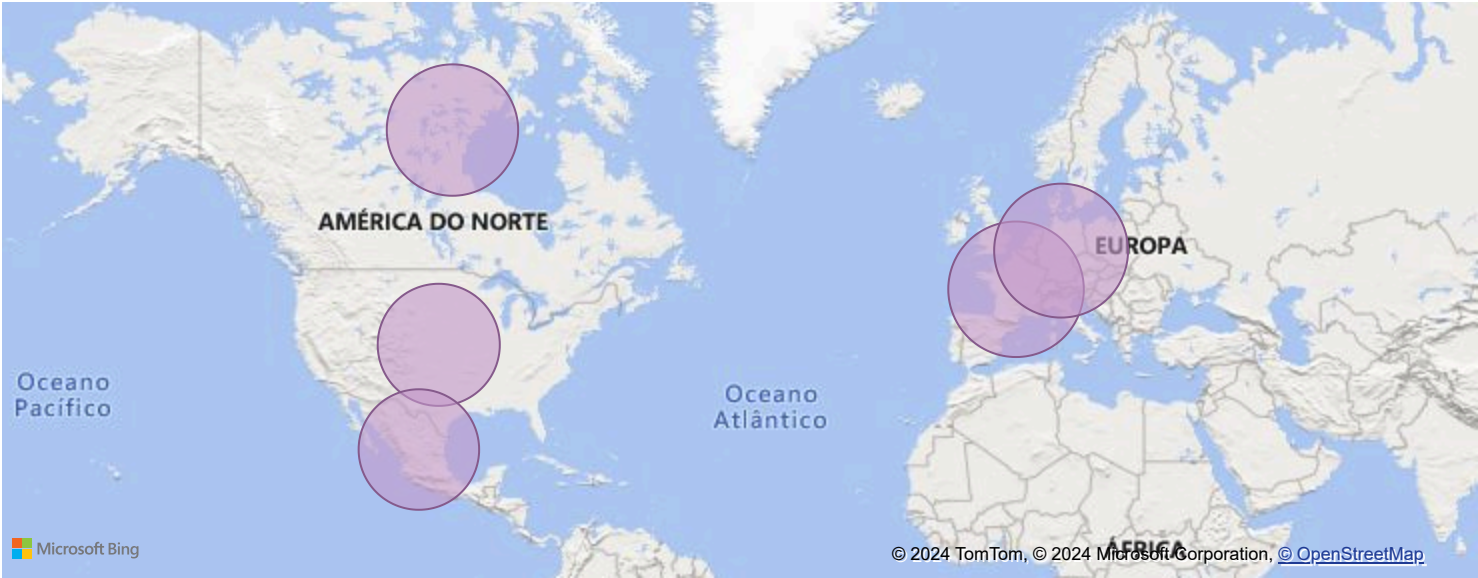 AMÉRICA DO NORTE
EUROPA
Oceano
Pacífico
Oceano
Atlântico
ÁFRICA
Microsoft Bing
© 2024 TomTom, © 2024 Microsoft Corporation, © OpenStreetMap